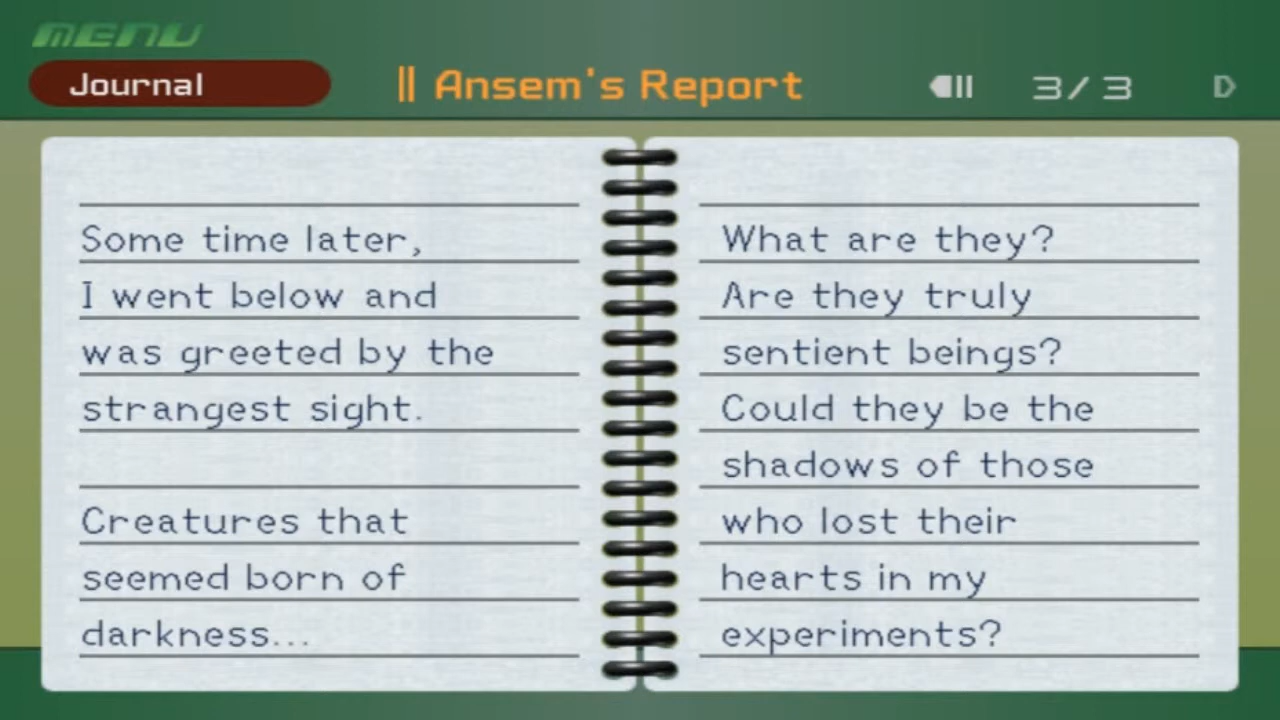 MENU
Journal
Ansem's Report
3/3
Some time later,
I went below and
was greeted by the
strangest sight.
Creatures that
seemed born of
darkness...
What are they?
Are they truly
sentient beings?
Could they be the
shadows of those
who lost their
hearts in my
experiments?